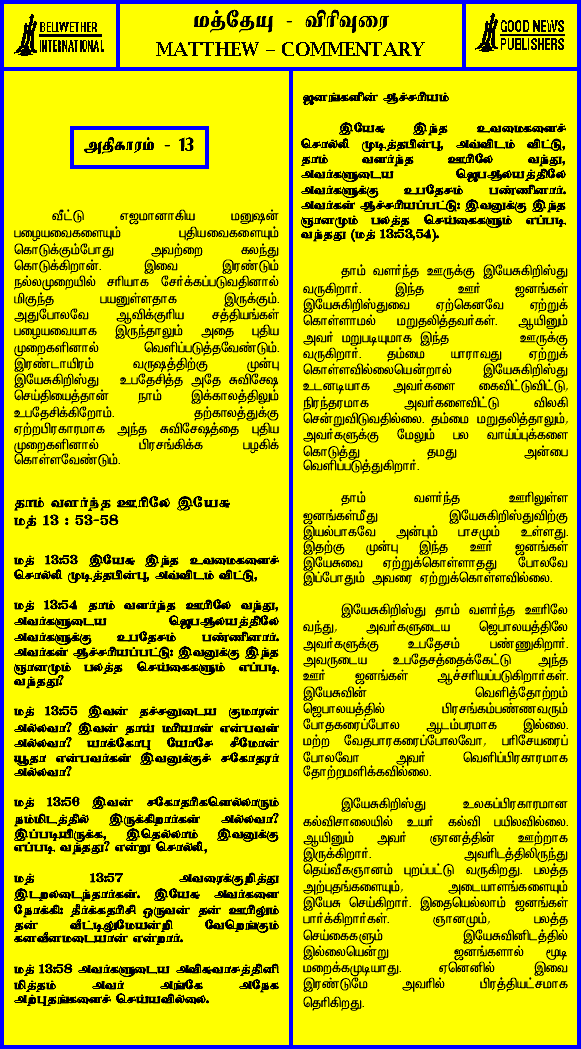 BELIWETHER
INTERNATIONAL
மத்தேயு - விரிவுரை
MATTHEW – COMMENTARY
GOOD NEWS
PUBLISHERS
அதிகாரம் - 13
வீட்டு எஜமானாகிய மனுஷன்
பழையவைகளையும் புதியவைகளையும்
கொடுக்கும்போது அவற்றை கலந்து
கொடுக்கிறான். இவை இரண்டும்
நல்லமுறையில் சரியாக சேர்க்கப்படுவதினால்
மிகுந்த பயனுள்ளதாக இருக்கும்.
அதுபோலவே ஆவிக்குரிய சத்தியங்கள்
பழையவையாக இருந்தாலும் அதை புதிய
முறைகளினால் வெளிப்படுத்தவேண்டும்.
இரண்டாயிரம் வருஷத்திற்கு முன்பு
இயேசுகிறிஸ்து உபதேசித்த அதே சுவிசேஷ
செய்தியைத்தான் நாம் இக்காலத்திலும்
உபதேசிக்கிறோம். தற்காலத்துக்கு
ஏற்றபிரகாரமாக அந்த சுவிசேஷத்தை புதிய
முறைகளினால் பிரசங்கிக்க பழகிக்
கொள்ளவேண்டும்.
தாம் வளர்ந்த ஊரிலே இயேசு
மத் 13 : 53-58
மத் 13:53 இயேசு இந்த உவமைகளைச்
சொல்லி முடித்தபின்பு, அவ்விடம் விட்டு,
மத் 13:54 தாம் வளர்ந்த ஊரிலே வந்து,
அவர்களுடைய ஜெபஆலயத்திலே
அவர்களுக்கு உபதேசம் பண்ணினார்.
அவர்கள் ஆச்சரியப்பட்டு: இவனுக்கு இந்த
ஞானமும் பலத்த செய்கைகளும் எப்படி
வந்தது?
மத் 13:55 இவன் தச்சனுடைய குமாரன்
அல்லவா? இவன் தாய் மரியாள் என்பவள்
அல்லவா? யாக்கோபு யோசே சீமோன்
யூதா என்பவர்கள் இவனுக்குச் சகோதரர்
அல்லவா?
மத் 13:56 இவன் சகோதரிகளெல்லாரும்
நம்மிடத்தில் இருக்கிறார்கள் அல்லவா?
இப்படியிருக்க, இதெல்லாம் இவனுக்கு
எப்படி வந்தது? என்று சொல்லி,
மத் 13:57 அவரைக்குறித்து
இடறலடைந்தார்கள். இயேசு அவர்களை
நோக்கி: தீர்க்கதரிசி ஒருவன் தன் ஊரிலும்
தன் வீட்டிலுமேயன்றி வேறெங்கும்
கனவீனமடையான் என்றார்.
மத் 13:58 அவர்களுடைய அவிசுவாசத்தினி
மித்தம் அவர் அங்கே அநேக
அற்புதங்களைச் செய்யவில்லை.
ஜனங்களின் ஆச்சரியம்
இயேசு இந்த உவமைகளைச்
சொல்லி முடித்தபின்பு, அவ்விடம் விட்டு,
தாம் வளர்ந்த ஊரிலே வந்து,
அவர்களுடைய ஜெபஆலயத்திலே
அவர்களுக்கு உபதேசம் பண்ணினார்.
அவர்கள் ஆச்சரியப்பட்டு: இவனுக்கு இந்த
ஞானமும் பலத்த செய்கைகளும் எப்படி
வந்தது (மத் 13:53,54).
தாம் வளர்ந்த ஊருக்கு இயேசுகிறிஸ்து
வருகிறார். இந்த ஊர் ஜனங்கள்
இயேசுகிறிஸ்துவை ஏற்கெனவே ஏற்றுக்
கொள்ளாமல் மறுதலித்தவர்கள். ஆயினும்
அவர் மறுபடியுமாக இந்த ஊருக்கு
வருகிறார். தம்மை யாராவது ஏற்றுக்
கொள்ளவில்லையென்றால் இயேசுகிறிஸ்து
உடனடியாக அவர்களை கைவிட்டுவிட்டு,
நிரந்தரமாக அவர்களைவிட்டு விலகி
சென்றுவிடுவதில்லை. தம்மை மறுதலித்தாலும்,
அவர்களுக்கு மேலும் பல வாய்ப்புக்களை
கொடுத்து தமது அன்பை
வெளிப்படுத்துகிறார்.
தாம் வளர்ந்த ஊரிலுள்ள
ஜனங்கள்மீது இயேசுகிறிஸ்துவிற்கு
இயல்பாகவே அன்பும் பாசமும் உள்ளது.
இதற்கு முன்பு இந்த ஊர் ஜனங்கள்
இயேசுவை ஏற்றுக்கொள்ளாதது போலவே
இப்போதும் அவரை ஏற்றுக்கொள்ளவில்லை.
இயேசுகிறிஸ்து தாம் வளர்ந்த ஊரிலே
வந்து, அவர்களுடைய ஜெபாலயத்திலே
அவர்களுக்கு உபதேசம் பண்ணுகிறார்.
அவருடைய உபதேசத்தைக்கேட்டு அந்த
ஊர் ஜனங்கள் ஆச்சரியப்படுகிறார்கள்.
இயேசுவின் வெளித்தோற்றம்
ஜெபாலயத்தில் பிரசங்கம்பண்ணவரும்
போதகரைப்போல ஆடம்பரமாக இல்லை.
மற்ற வேதபாரகரைப்போலவோ, பரிசேயரைப்
போலவோ அவர் வெளிப்பிரகாரமாக
தோற்றமளிக்கவில்லை.
இயேசுகிறிஸ்து உலகப்பிரகாரமான
கல்விசாலையில் உயர் கல்வி பயிலவில்லை.
ஆயினும் அவர் ஞானத்தின் ஊற்றாக
இருக்கிறார். அவரிடத்திலிருந்து
தெய்வீகஞானம் புறப்பட்டு வருகிறது. பலத்த
அற்புதங்களையும், அடையாளங்களையும்
இயேசு செய்கிறார். இதையெல்லாம் ஜனங்கள்
பார்க்கிறார்கள். ஞானமும், பலத்த
செய்கைகளும் இயேசுவினிடத்தில்
இல்லையென்று ஜனங்களால் மூடி
மறைக்கமுடியாது. ஏனெனில் இவை
இரண்டுமே அவரில் பிரத்தியட்சமாக
தெரிகிறது.